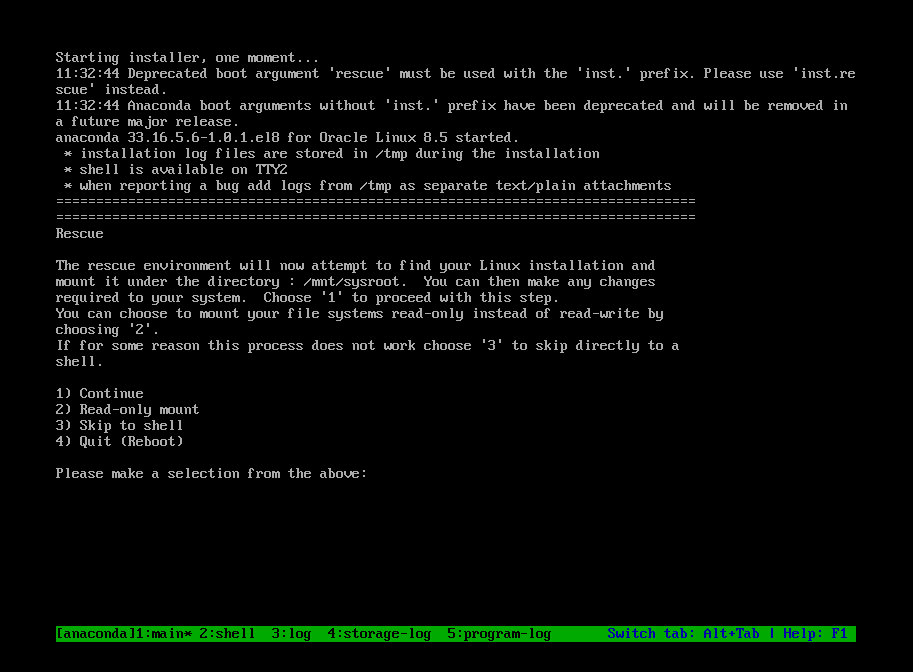 Starting installer, one moment...
11:32:44 Deprecated boot argument 'rescue' must be used with the 'inst.' prefix. Please use 'inst.re
scue' instead.
11:32:44 Anaconda boot arguments without 'inst.' prefix have been deprecated and will be removed in
a future major release.
anaconda 33.16.5.6-1.0.1.el8 for Oracle Linux 8.5 started.
 * installation log files are stored in /tmp during the installation
 * shell is available on TTY2
 * when reporting a bug add logs from /tmp as separate text/plain attachments
================================================================================
================================================================================
Rescue

The rescue environment will now attempt to find your Linux installation and
mount it under the directory : /mnt/sysroot.  You can then make any changes
required to your system.  Choose '1' to proceed with this step.
You can choose to mount your file systems read-only instead of read-write by
choosing '2'.
If for some reason this process does not work choose '3' to skip directly to a
shell.

1) Continue
2) Read-only mount
3) Skip to shell
4) Quit (Reboot)

Please make a selection from the above:
[anaconda]1:main* 2:shell  3:log  4:storage-log  5:program-log       Switch tab: Alt+Tab | Help: F1